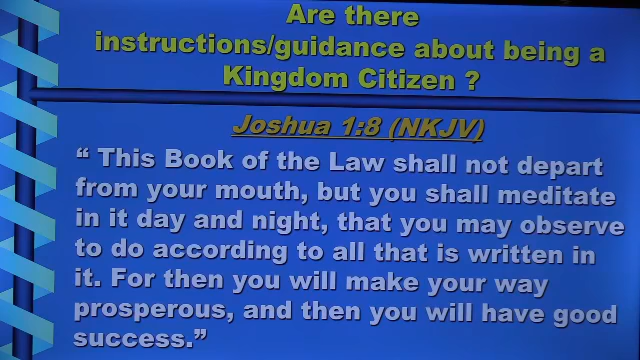 Are there
instructions/guidance about being a
Kingdom Citizen ?
Joshua 1:8 (NKJV)
“ This Book of the Law shall not depart
from your mouth, but you shall meditate
in it day and night, that you may observe
to do according to all that is written in
it. For then you will make your way
prosperous, and then you will have good
success.”